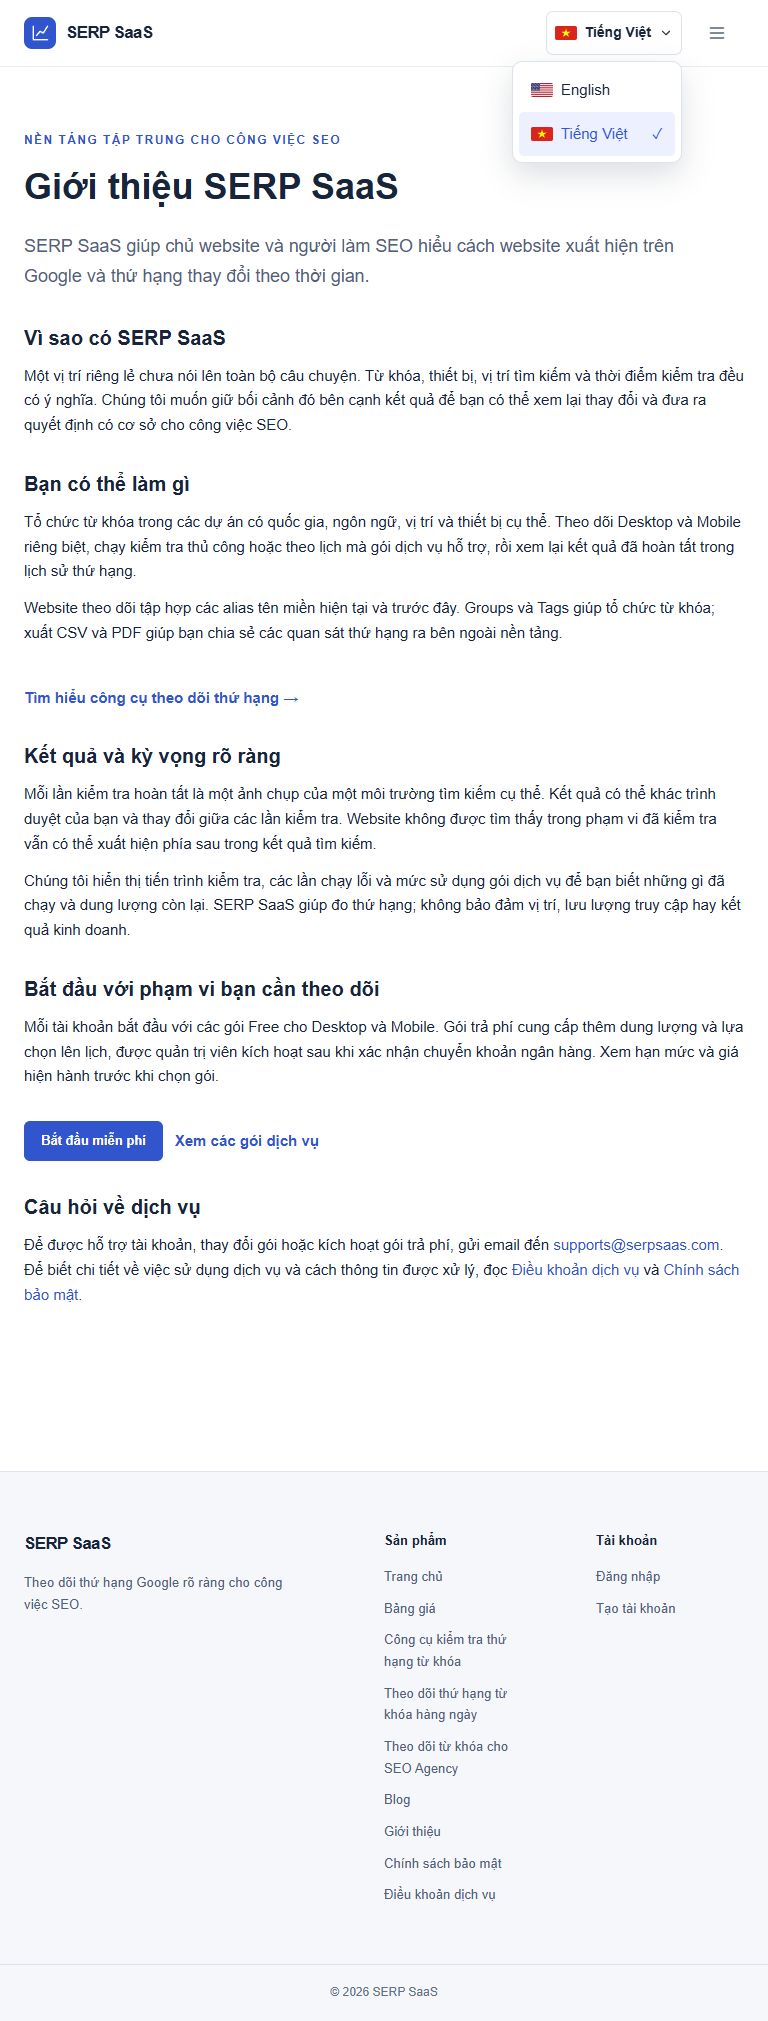 SERP SaaS
Tiếng Việt
English
Tiếng Việt
NỀN TẢNG TẬP TRUNG CHO CÔNG VIỆC SEO
Giới thiệu SERP SaaS
SERP SaaS giúp chủ website và người làm SEO hiểu cách website xuất hiện trên
Google và thứ hạng thay đổi theo thời gian.
Vì sao có SERP SaaS
Một vị trí riêng lẻ chưa nói lên toàn bộ câu chuyện. Từ khóa, thiết bị, vị trí tìm kiếm và thời điểm kiểm tra đều
có ý nghĩa. Chúng tôi muốn giữ bối cảnh đó bên cạnh kết quả để bạn có thể xem lại thay đổi và đưa ra
quyết định có cơ sở cho công việc SEO.
Bạn có thể làm gì
Tổ chức từ khóa trong các dự án có quốc gia, ngôn ngữ, vị trí và thiết bị cụ thể. Theo dõi Desktop và Mobile
riêng biệt, chạy kiểm tra thủ công hoặc theo lịch mà gói dịch vụ hỗ trợ, rồi xem lại kết quả đã hoàn tất trong
lịch sử thứ hạng.
Website theo dõi tập hợp các alias tên miền hiện tại và trước đây. Groups và Tags giúp tổ chức từ khóa;
xuất CSV và PDF giúp bạn chia sẻ các quan sát thứ hạng ra bên ngoài nền tảng.
Tìm hiểu công cụ theo dõi thứ hạng →
Kết quả và kỳ vọng rõ ràng
Mỗi lần kiểm tra hoàn tất là một ảnh chụp của một môi trường tìm kiếm cụ thể. Kết quả có thể khác trình
duyệt của bạn và thay đổi giữa các lần kiểm tra. Website không được tìm thấy trong phạm vi đã kiểm tra
vẫn có thể xuất hiện phía sau trong kết quả tìm kiếm.
Chúng tôi hiển thị tiến trình kiểm tra, các lần chạy lỗi và mức sử dụng gói dịch vụ để bạn biết những gì đã
chạy và dung lượng còn lại. SERP SaaS giúp đo thứ hạng; không bảo đảm vị trí, lưu lượng truy cập hay kết
quả kinh doanh.
Bắt đầu với phạm vi bạn cần theo dõi
Mỗi tài khoản bắt đầu với các gói Free cho Desktop và Mobile. Gói trả phí cung cấp thêm dung lượng và lựa
chọn lên lịch, được quản trị viên kích hoạt sau khi xác nhận chuyển khoản ngân hàng. Xem hạn mức và giá
hiện hành trước khi chọn gói.
Bắt đầu miễn phí
Xem các gói dịch vụ
Câu hỏi về dịch vụ
Để được hỗ trợ tài khoản, thay đổi gói hoặc kích hoạt gói trả phí, gửi email đến supports@serpsaas.com.
Để biết chi tiết về việc sử dụng dịch vụ và cách thông tin được xử lý, đọc Điều khoản dịch vụ và Chính sách
bảo mật.
SERP SaaS
Theo dõi thứ hạng Google rõ ràng cho công
việc SEO.
Sản phẩm
Trang chủ
Bảng giá
Công cụ kiểm tra thứ
hạng từ khóa
Theo dõi thứ hạng từ
khóa hàng ngày
Theo dõi từ khóa cho
SEO Agency
Blog
Giới thiệu
Chính sách bảo mật
Điều khoản dịch vụ
Tài khoản
Đăng nhập
Tạo tài khoản
© 2026 SERP SaaS